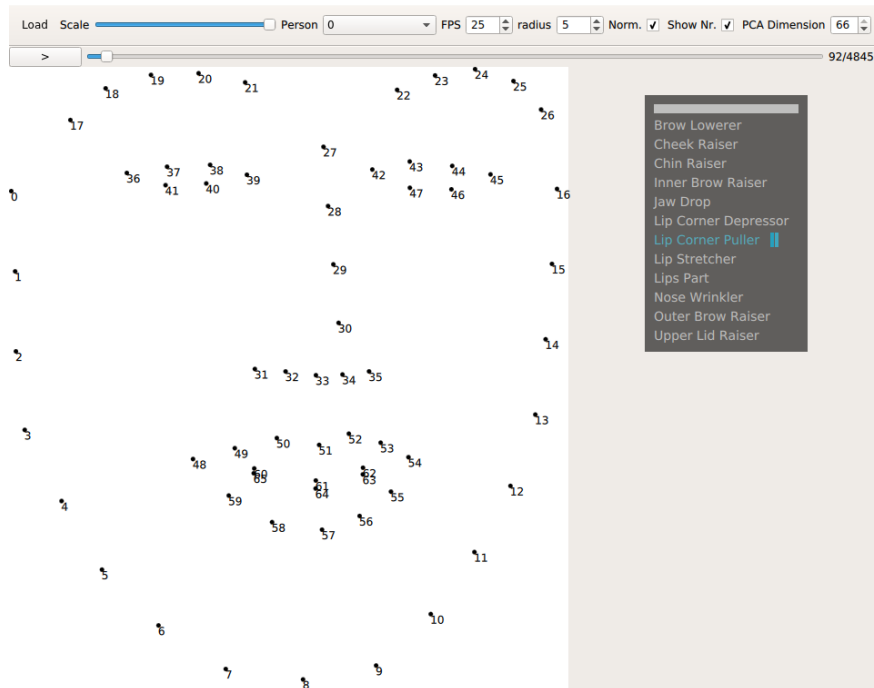 Load Scale Person 0 FPS 25 radius 5 Norm. Show Nr. PCA Dimension 66
> 92/4845
19 20 21 23 24
18 22 25
17 26
27
36 37 38 39 42 43 44 45
41 40 47 46
0 16
28
1 29 15
30 14
2
31 32 33 34 35
3 13
50 52
49 51 53
48 54
60 62
65 61 63
59 64 55 12
4
58 57 56
11
5
6 10
7 8 9
Brow Lowerer
Cheek Raiser
Chin Raiser
Inner Brow Raiser
Jaw Drop
Lip Corner Depressor
Lip Corner Puller
Lip Stretcher
Lips Part
Nose Wrinkler
Outer Brow Raiser
Upper Lid Raiser